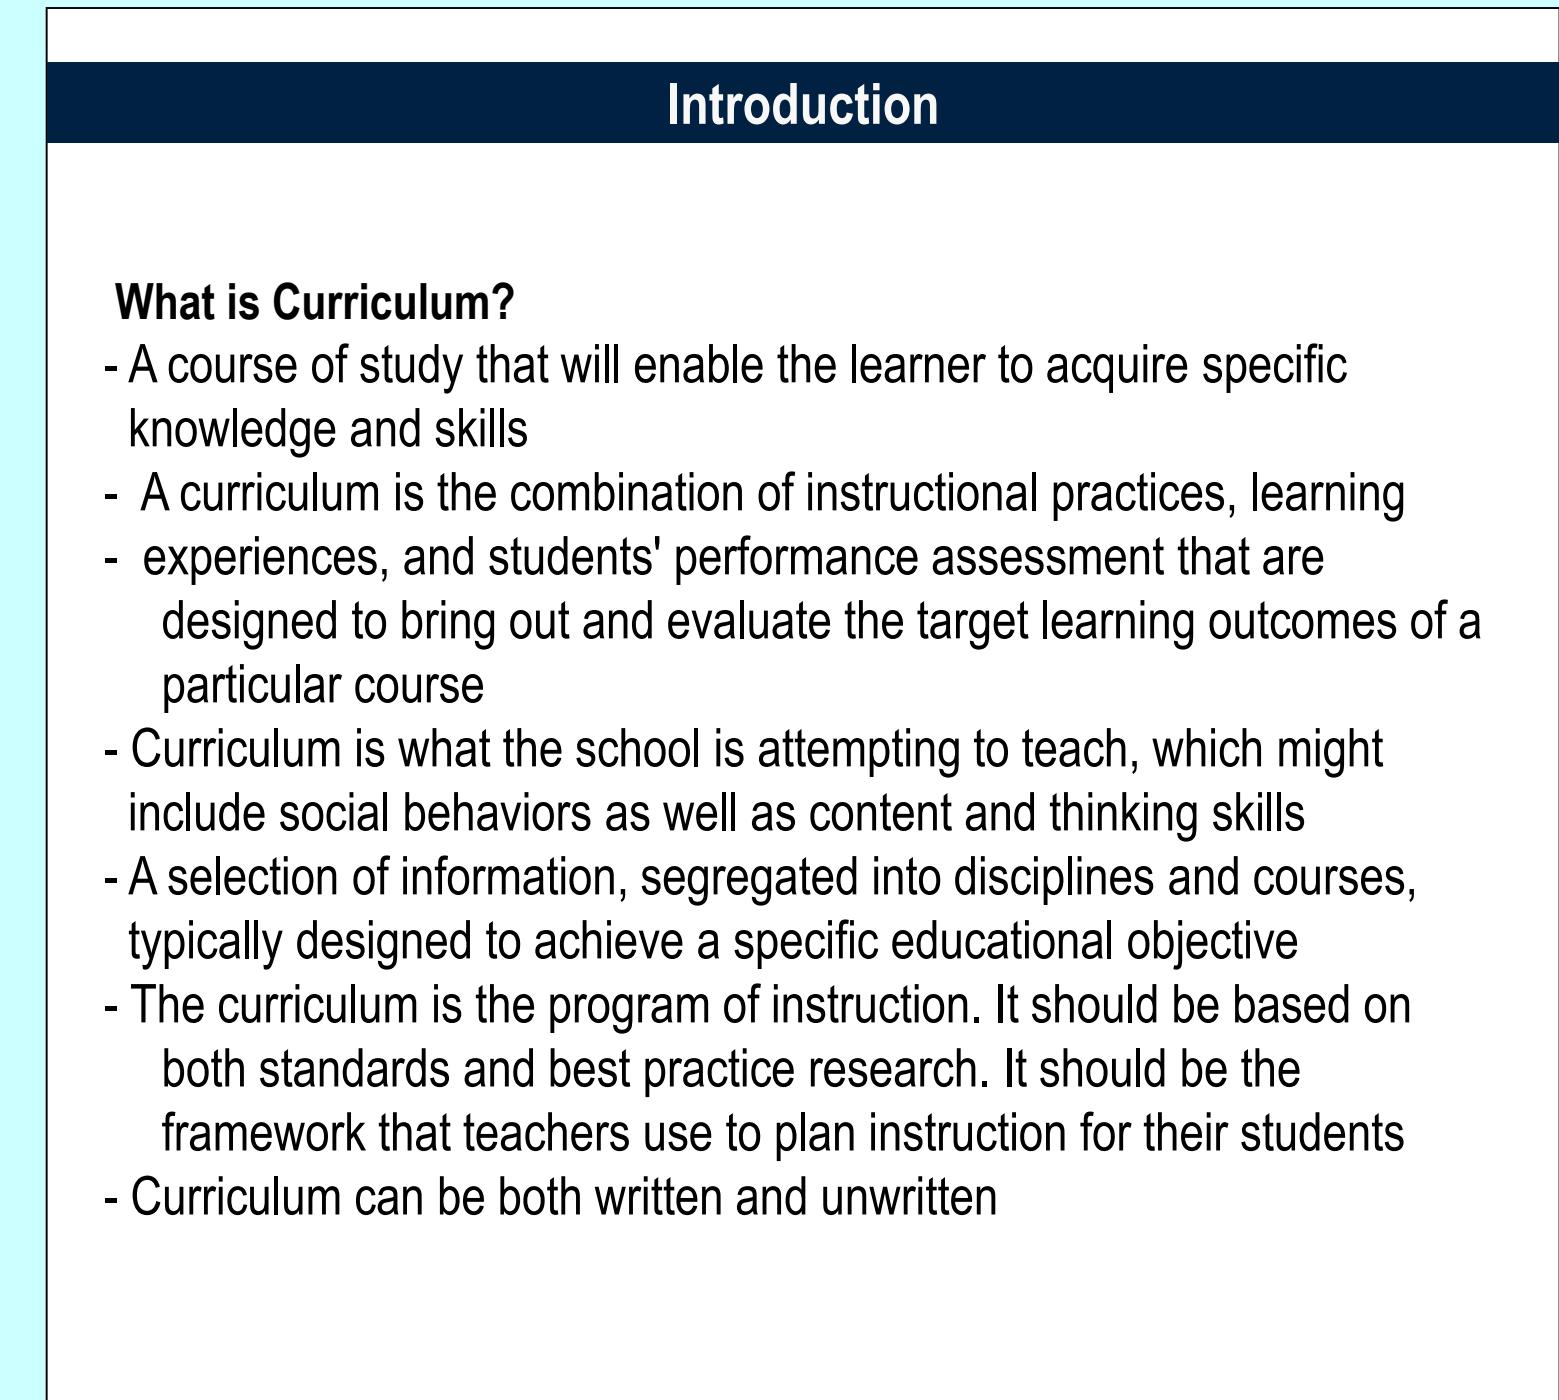 Introduction
What is Curriculum?
- A course of study that will enable the learner to acquire specific
knowledge and skills
- A curriculum is the combination of instructional practices, learning
- experiences, and students' performance assessment that are
designed to bring out and evaluate the target learning outcomes of a
particular course
- Curriculum is what the school is attempting to teach, which might
include social behaviors as well as content and thinking skills
- A selection of information, segregated into disciplines and courses,
typically designed to achieve a specific educational objective
- The curriculum is the program of instruction. It should be based on
both standards and best practice research. It should be the
framework that teachers use to plan instruction for their students
- Curriculum can be both written and unwritten